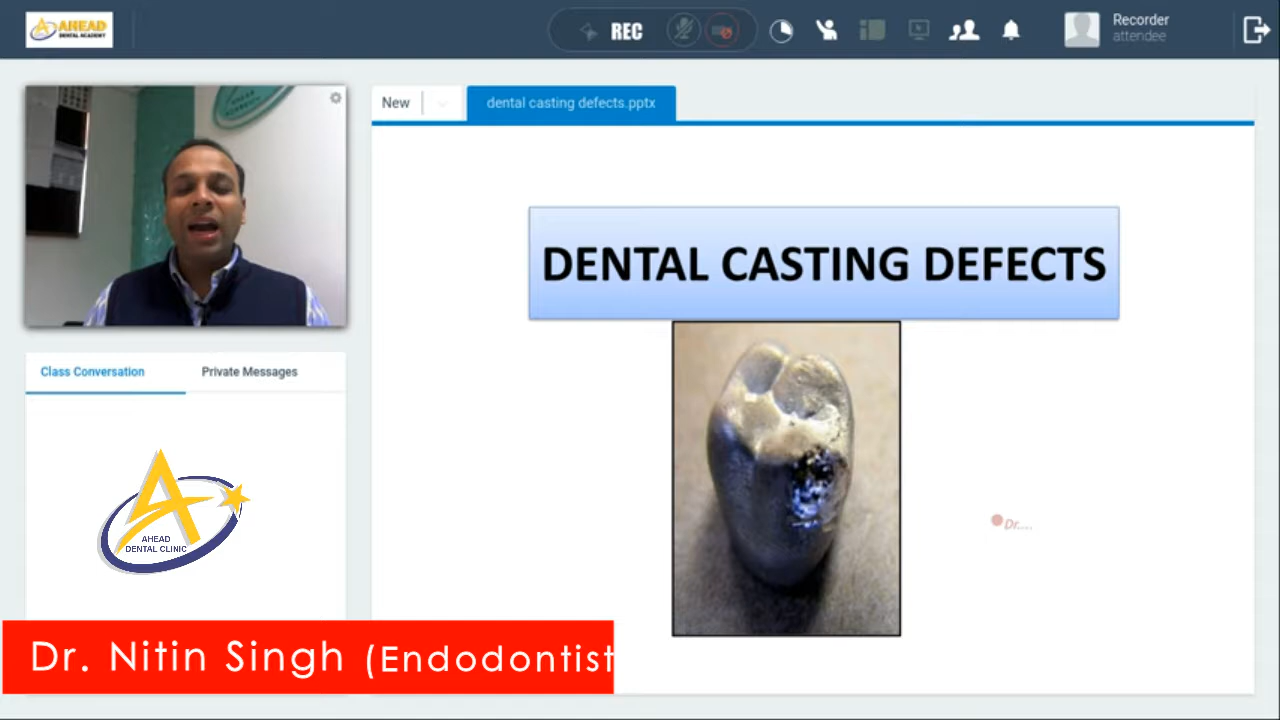 AHEAD
DENTAL ACADEMY
REC
Recorder
attendee
New
dental casting defects.pptx
DENTAL CASTING DEFECTS
Class Conversation
Private Messages
AHEAD
DENTAL CLINIC
Dr....
Dr. Nitin Singh (Endodontist